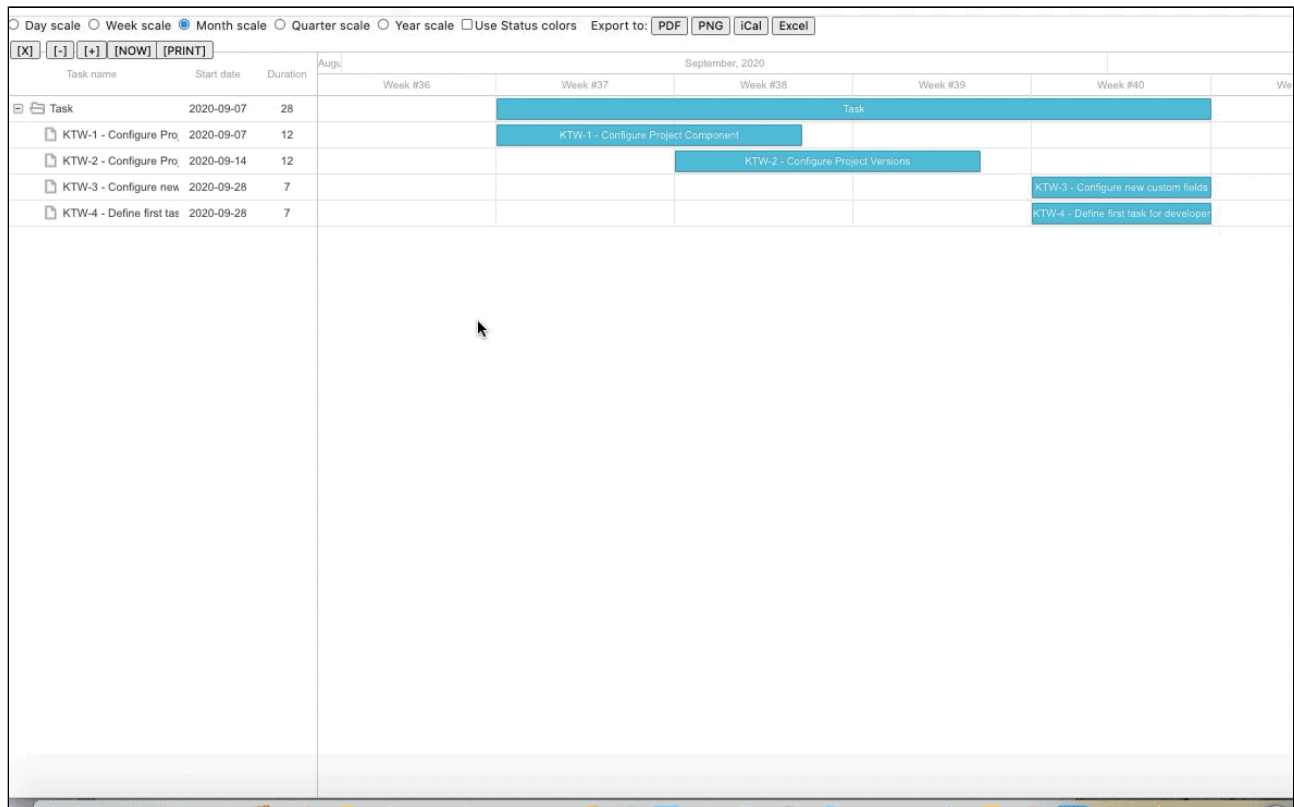 Day scale Week scale Month scale Quarter scale Year scale Use Status colors Export to: PDF PNG iCal Excel
[X] [-] [+] [NOW] [PRINT]
Task name Start date Duration
Augu September, 2020
Week #36 Week #37 Week #38 Week #39 Week #40 We
Task 2020-09-07 28 Task
KTW-1 - Configure Pro 2020-09-07 12 KTW-1 - Configure Project Component
KTW-2 - Configure Pro 2020-09-14 12 KTW-2 - Configure Project Versions
KTW-3 - Configure new 2020-09-28 7 KTW-3 - Configure new custom fields
KTW-4 - Define first tas 2020-09-28 7 KTW-4 - Define first task for developer